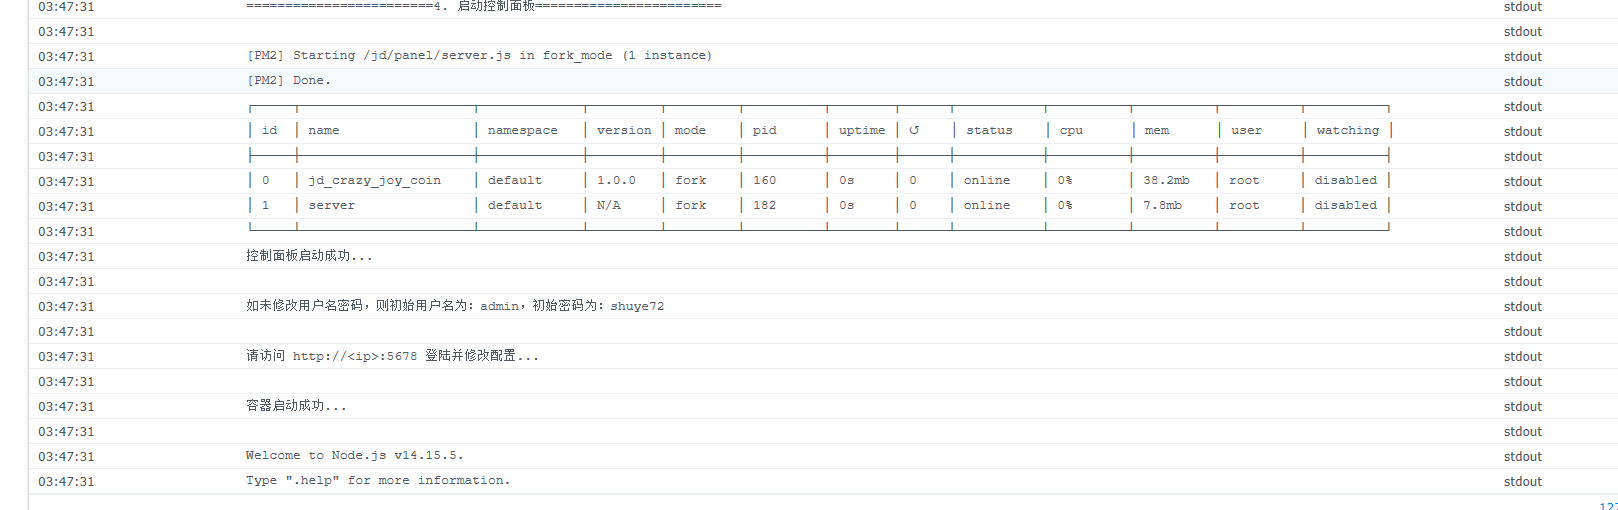 03:47:31 ========================4. 启动控制面板======================== stdout
03:47:31 stdout
03:47:31 [PM2] Starting /jd/panel/server.js in fork_mode (1 instance) stdout
03:47:31 [PM2] Done. stdout
03:47:31 stdout
03:47:31 │ id │ name │ namespace │ version │ mode │ pid │ uptime │ ↺ │ status │ cpu │ mem │ user │ watching │ stdout
03:47:31 stdout
03:47:31 │ 0 │ jd_crazy_joy_coin │ default │ 1.0.0 │ fork │ 160 │ 0s │ 0 │ online │ 0% │ 38.2mb │ root │ disabled │ stdout
03:47:31 │ 1 │ server │ default │ N/A │ fork │ 182 │ 0s │ 0 │ online │ 0% │ 7.8mb │ root │ disabled │ stdout
03:47:31 stdout
03:47:31 控制面板启动成功... stdout
03:47:31 stdout
03:47:31 如未修改用户名密码，则初始用户名为：admin，初始密码为：shuye72 stdout
03:47:31 stdout
03:47:31 请访问 http://<ip>:5678 登陆并修改配置... stdout
03:47:31 stdout
03:47:31 容器启动成功... stdout
03:47:31 stdout
03:47:31 Welcome to Node.js v14.15.5. stdout
03:47:31 Type ".help" for more information. stdout